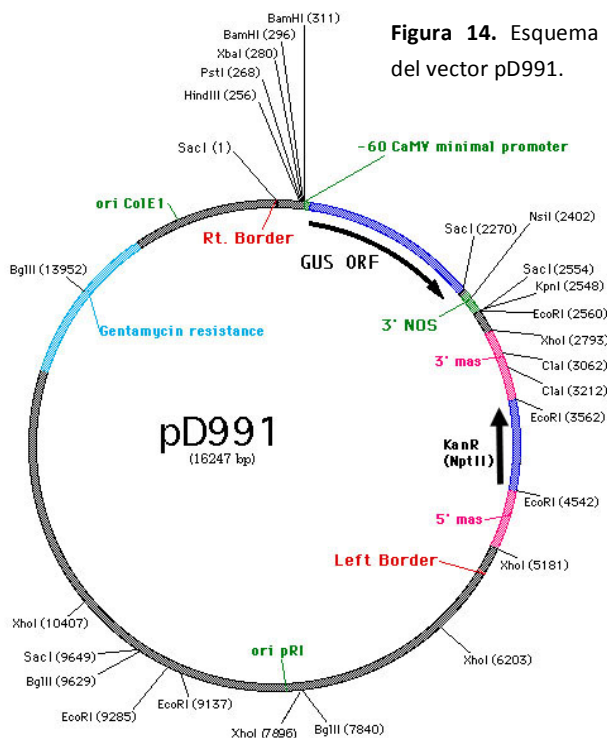 Figura 14. Esquema
del vector pD991.
BamHI (311)
BamHI (296)
XbaI (280)
PstI (268)
HindIII (256)
SacI (1)
-60 CaMV minimal promoter
ori ColE1
Rt. Border
GUS ORF
SacI (2270)
NsiI (2402)
SacI (2554)
KpnI (2548)
EcoRI (2560)
3' NOS
XhoI (2793)
3' mas
ClaI (3062)
ClaI (3212)
EcoRI (3562)
BglII (13952)
Gentamycin resistance
pD991
(16247 bp)
KanR
(NptII)
EcoRI (4542)
5' mas
XhoI (5181)
Left Border
XhoI (6203)
ori pRI
BglII (7840)
XhoI (7896)
EcoRI (9137)
EcoRI (9285)
BglII (9629)
SacI (9649)
XhoI (10407)